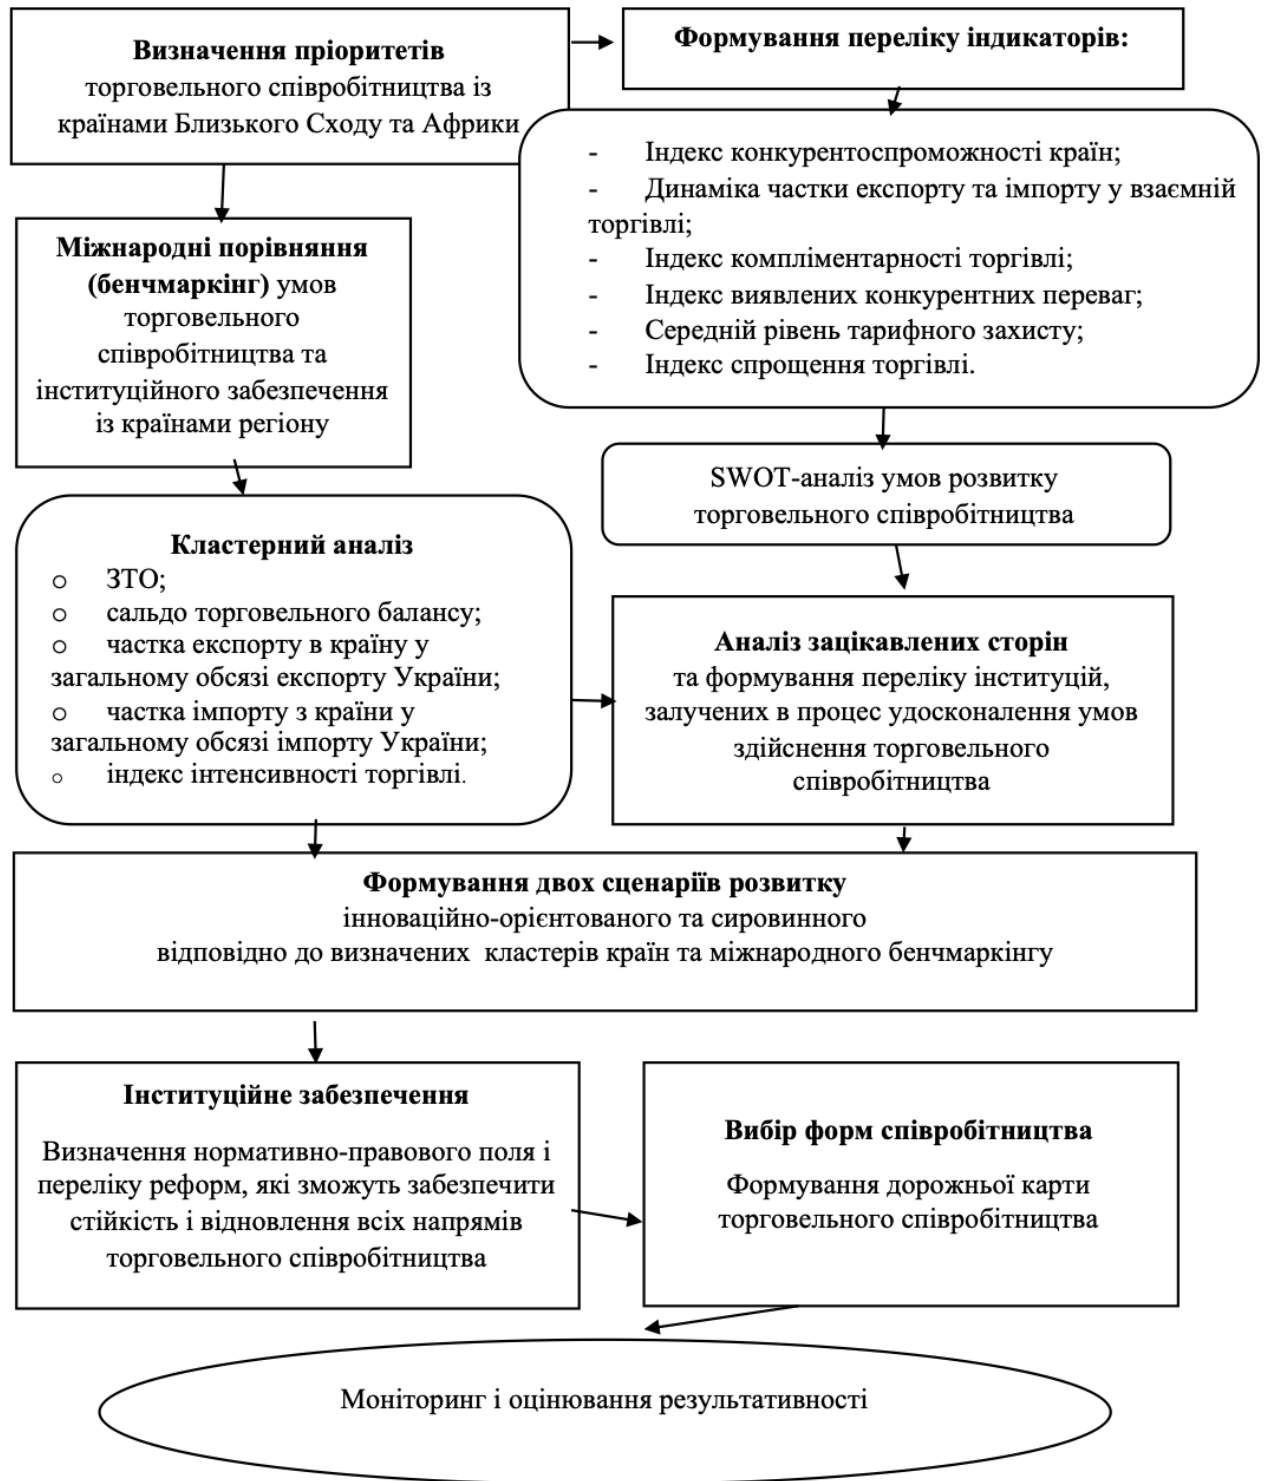 Визначення пріоритетів
торговельного співробітництва із
країнами Близького Сходу та Африки
Формування переліку індикаторів:
- Індекс конкурентоспроможності країн;
- Динаміка частки експорту та імпорту у взаємній
торгівлі;
- Індекс компліментарності торгівлі;
- Індекс виявлених конкурентних переваг;
- Середній рівень тарифного захисту;
- Індекс спрощення торгівлі.
Міжнародні порівняння
(бенчмаркінг) умов
торговельного
співробітництва та
інституційного забезпечення
із країнами регіону
SWOT-аналіз умов розвитку
торговельного співробітництва
Кластерний аналіз
o ЗТО;
o сальдо торговельного балансу;
o частка експорту в країну у
загальному обсязі експорту України;
o частка імпорту з країни у
загальному обсязі імпорту України;
o індекс інтенсивності торгівлі.
Аналіз зацікавлених сторін
та формування переліку інституцій,
залучених в процес удосконалення умов
здійснення торговельного
співробітництва
Формування двох сценаріїв розвитку
інноваційно-орієнтованого та сировинного
відповідно до визначених кластерів країн та міжнародного бенчмаркінгу
Інституційне забезпечення
Визначення нормативно-правового поля і
переліку реформ, які зможуть забезпечити
стійкість і відновлення всіх напрямів
торговельного співробітництва
Вибір форм співробітництва
Формування дорожньої карти
торговельного співробітництва
Моніторинг і оцінювання результативності